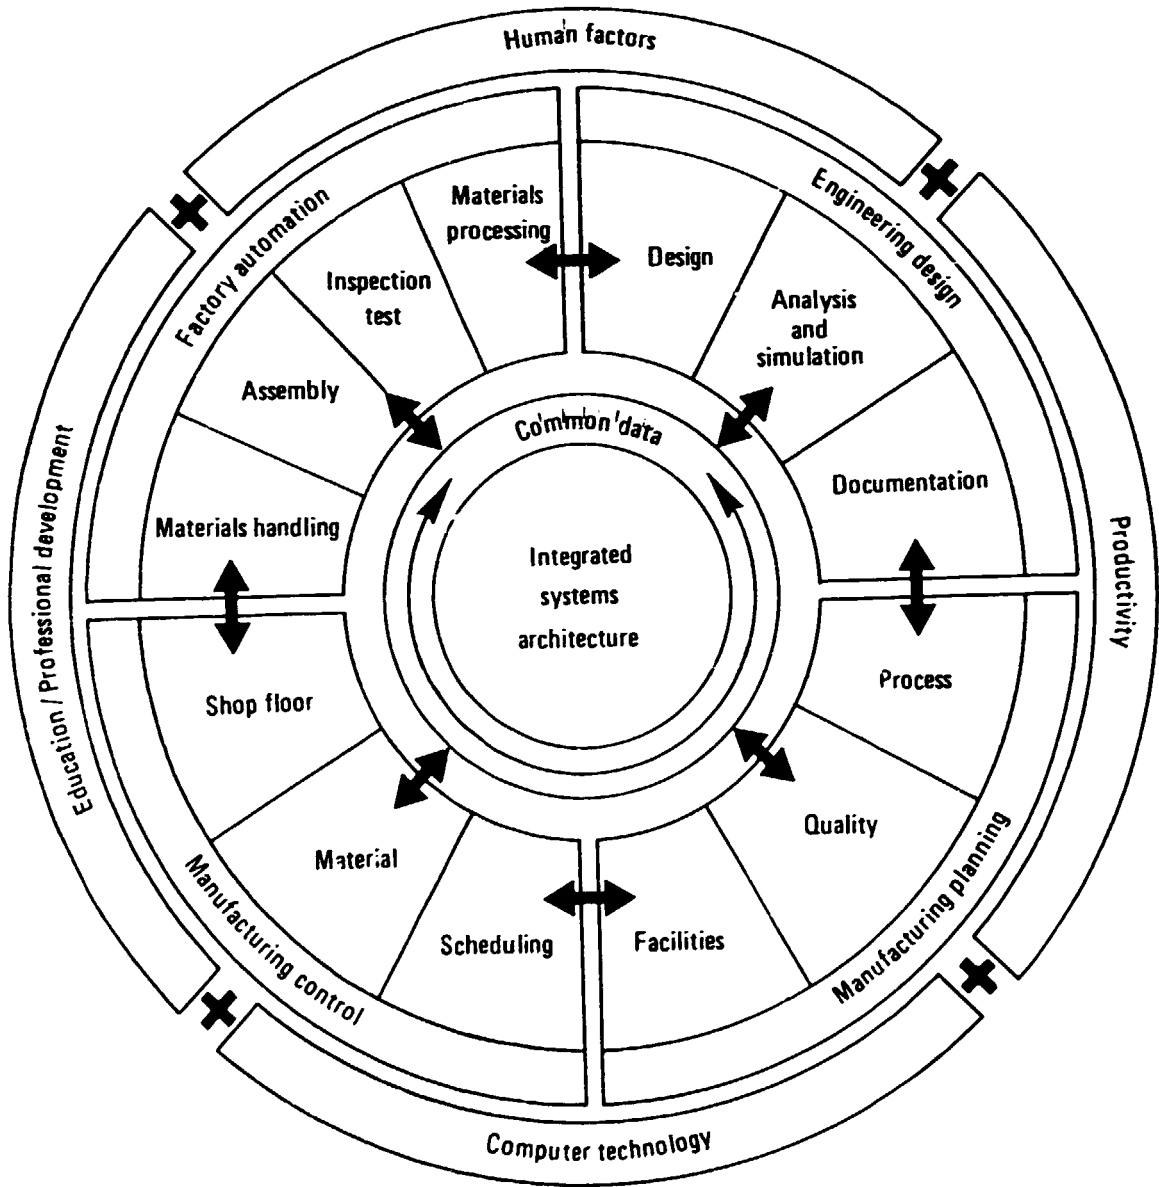 Human factors
Factory automation
Engineering design
Materials
processing
Design
Inspection
test
Analysis
and
simulation
Assembly
Common data
Documentation
Materials handling
Integrated
systems
architecture
Education / Professional development
Productivity
Shop floor
Process
Material
Quality
Scheduling
Facilities
Manufacturing control
Manufacturing planning
Computer technology